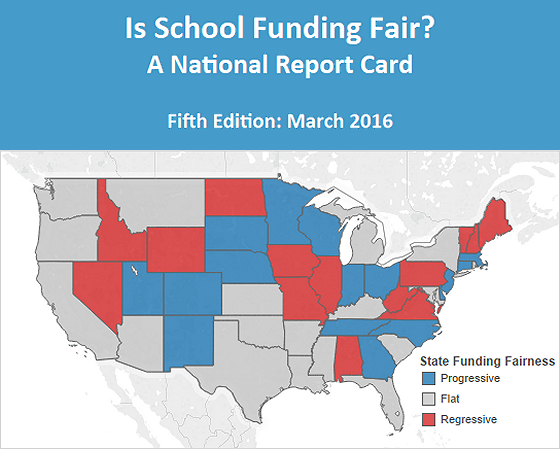 Is School Funding Fair?
A National Report Card
Fifth Edition: March 2016
State Funding Fairness
Progressive
Flat
Regressive